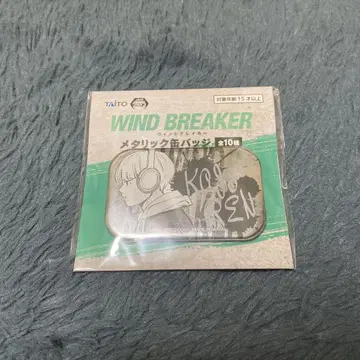 TAITO
対象年齢15才以上
WIND BREAKER
ウィンドブレイカー
メタリック缶バッジ 全10種